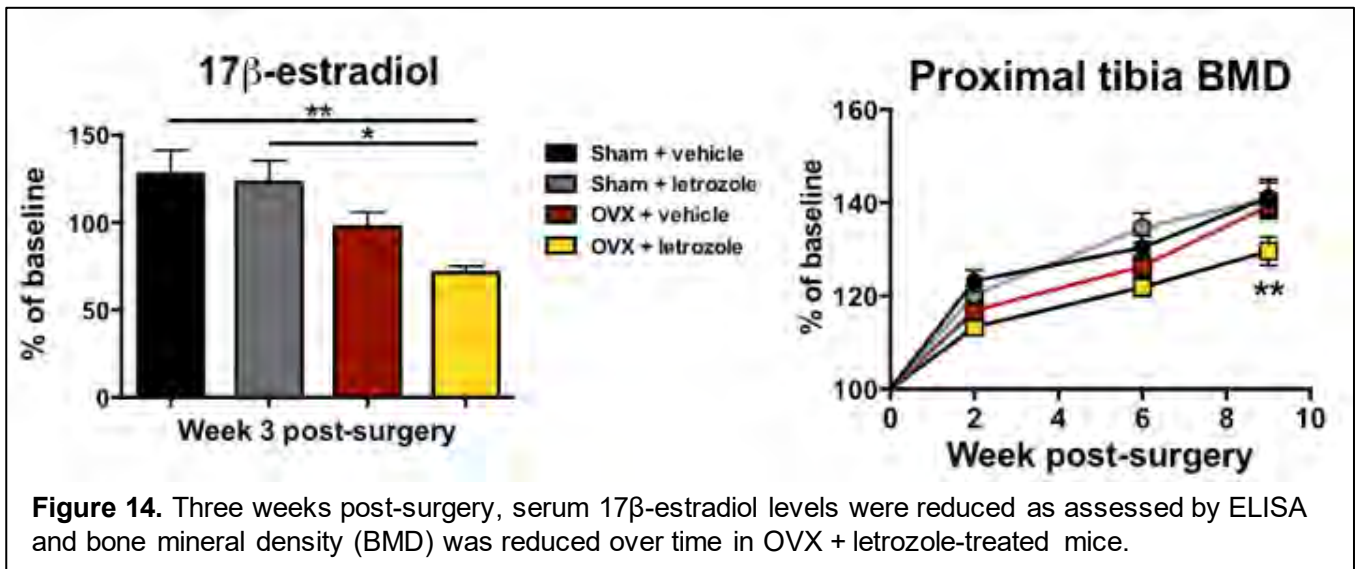 17β-estradiol
**
*
150
100
50
0
% of baseline
Week 3 post-surgery
Sham + vehicle
Sham + letrozole
OVX + vehicle
OVX + letrozole
Proximal tibia BMD
160
140
120
100
% of baseline
**
0 2 4 6 8 10
Week post-surgery
Figure 14. Three weeks post-surgery, serum 17β-estradiol levels were reduced as assessed by ELISA
and bone mineral density (BMD) was reduced over time in OVX + letrozole-treated mice.